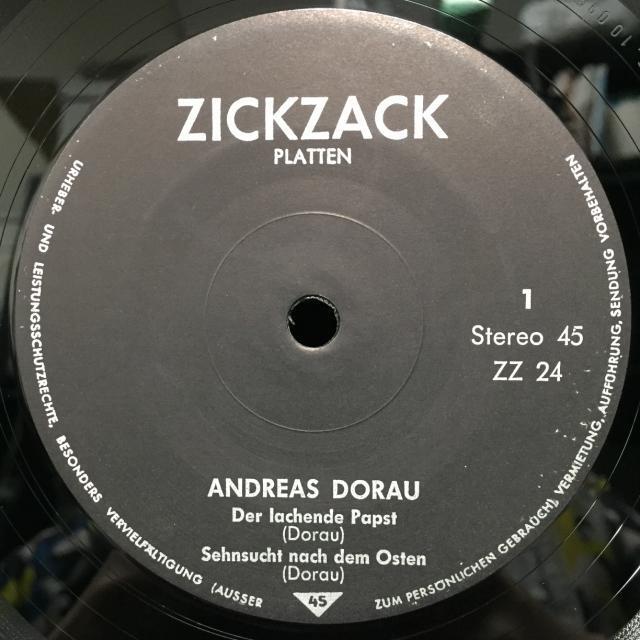 ZICKZACK
PLATTEN
1
Stereo 45
ZZ 24
ANDREAS DORAU
Der lachende Papst
(Dorau)
Sehnsucht nach dem Osten
(Dorau)
45
URHEBER- UND LEISTUNGSSCHUTZRECHTE, BESONDERS VERVIELFÄLTIGUNG (AUSSER
ZUM PERSÖNLICHEN GEBRAUCH), VERMIETUNG, AUFFÜHRUNG, SENDUNG VORBEHALTEN